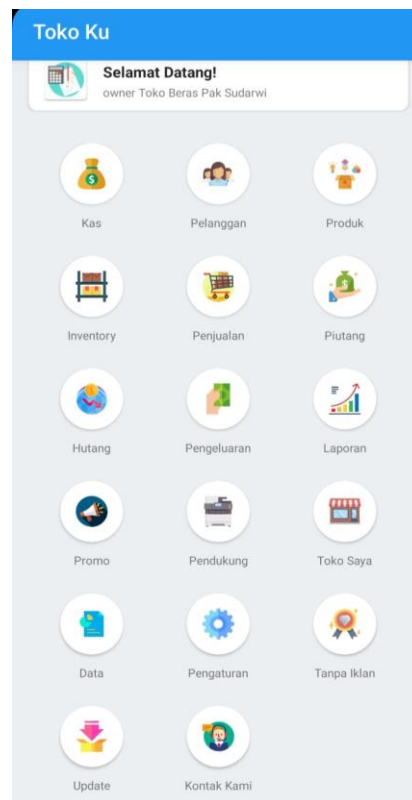 Toko Ku
Selamat Datang!
owner Toko Beras Pak Sudarwi
Kas
Pelanggan
Produk
Inventory
Penjualan
Piutang
Hutang
Pengeluaran
Laporan
Promo
Pendukung
Toko Saya
Data
Pengaturan
Tanpa Iklan
Update
Kontak Kami